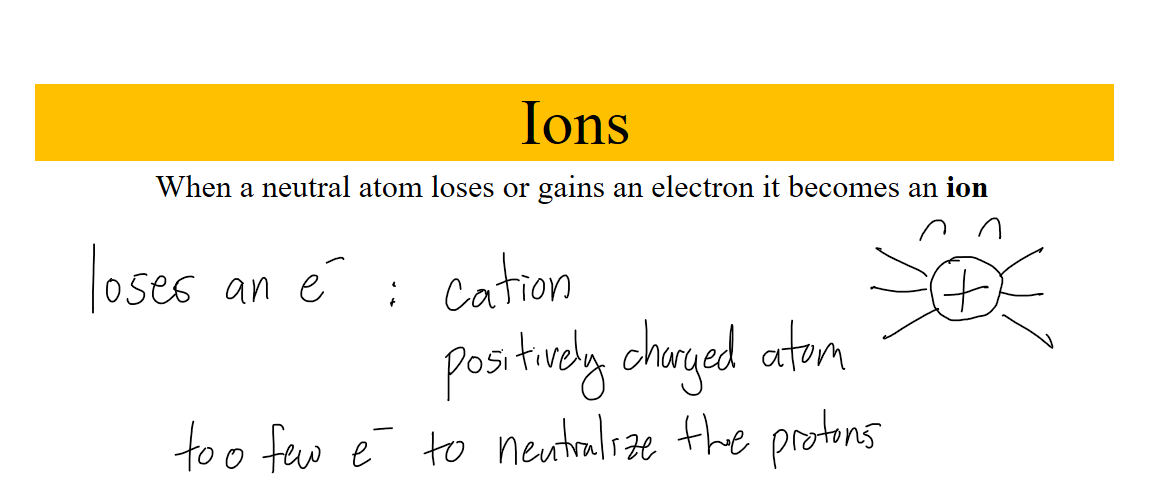 Ions
When a neutral atom loses or gains an electron it becomes an ion
loses an e⁻ : cation
+
positively charged atom
too few e⁻ to neutralize the protons